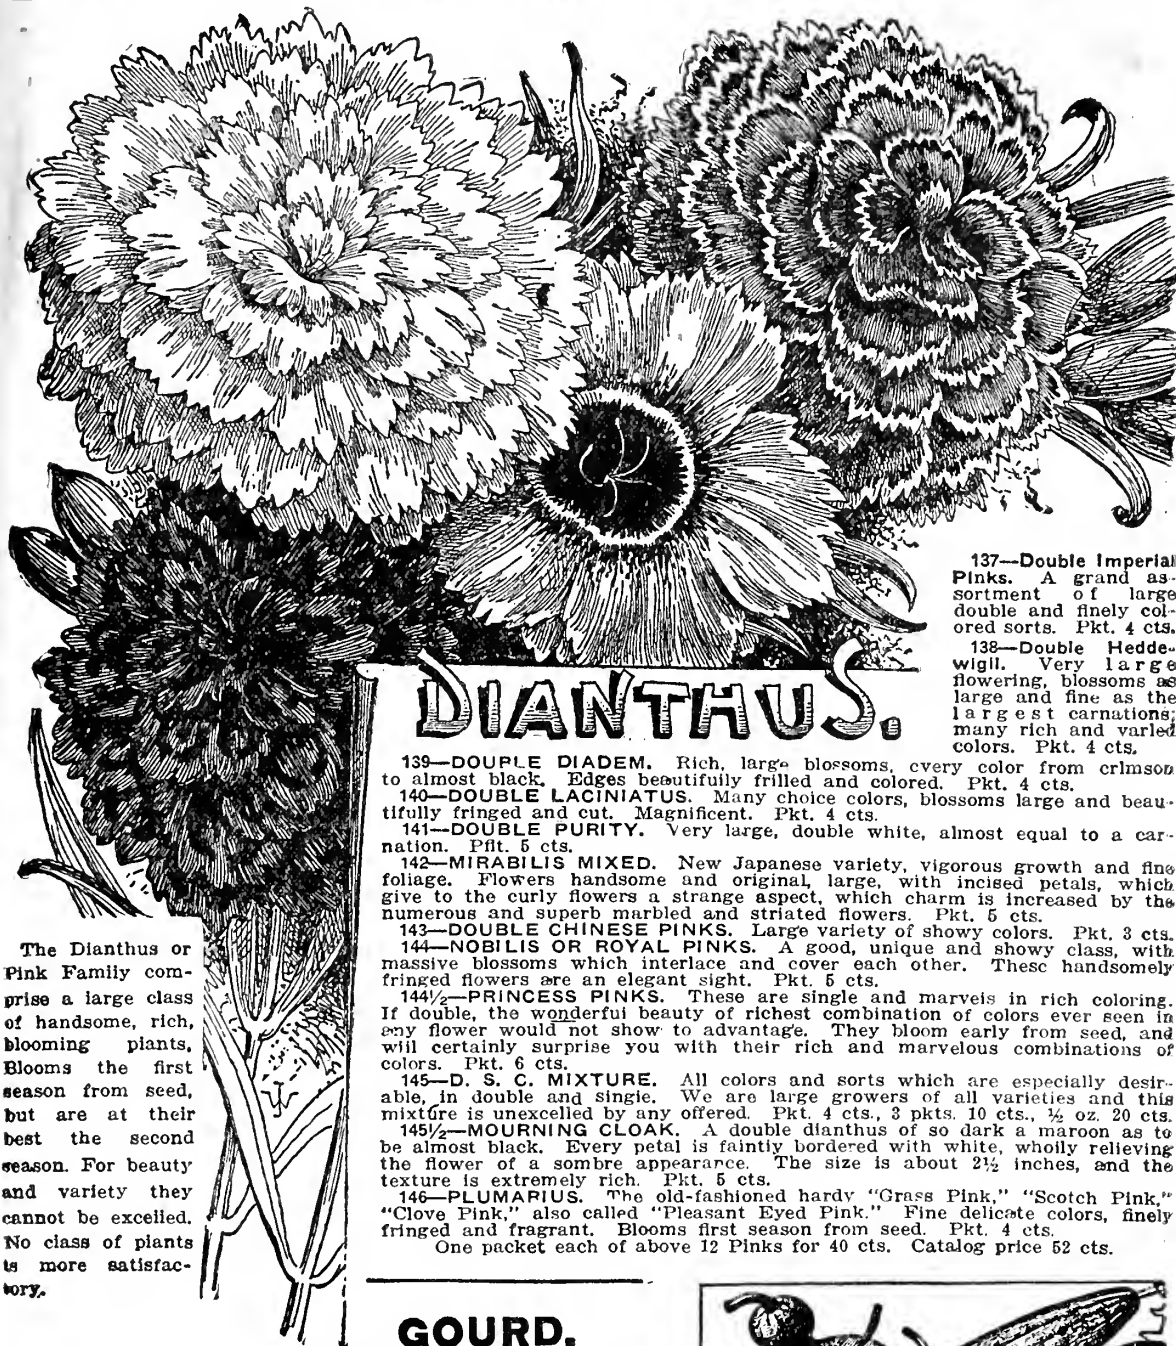 DIANTHUS.
137—Double Imperial
Pinks. A grand as-
sortment of large
double and finely col-
ored sorts. Pkt. 4 cts.
138—Double Hedde-
wigii. Very large
flowering, blossoms as
large and fine as the
largest carnations;
many rich and varied
colors. Pkt. 4 cts.
139—DOUPLE DIADEM. Rich, large blossoms, every color from crimson
to almost black. Edges beautifully frilled and colored. Pkt. 4 cts.
140—DOUBLE LACINIATUS. Many choice colors, blossoms large and beau-
tifully fringed and cut. Magnificent. Pkt. 4 cts.
141—DOUBLE PURITY. Very large, double white, almost equal to a car-
nation. Pfit. 5 cts.
142—MIRABILIS MIXED. New Japanese variety, vigorous growth and fine
foliage. Flowers handsome and original, large, with incised petals, which
give to the curly flowers a strange aspect, which charm is increased by the
numerous and superb marbled and striated flowers. Pkt. 5 cts.
143—DOUBLE CHINESE PINKS. Large variety of showy colors. Pkt. 3 cts.
144—NOBILIS OR ROYAL PINKS. A good, unique and showy class, with
massive blossoms which interlace and cover each other. These handsomely
fringed flowers are an elegant sight. Pkt. 5 cts.
144½—PRINCESS PINKS. These are single and marvels in rich coloring.
If double, the wonderful beauty of richest combination of colors ever seen in
any flower would not show to advantage. They bloom early from seed, and
will certainly surprise you with their rich and marvelous combinations of
colors. Pkt. 6 cts.
145—D. S. C. MIXTURE. All colors and sorts which are especially desir-
able, in double and single. We are large growers of all varieties and this
mixture is unexcelled by any offered. Pkt. 4 cts., 3 pkts. 10 cts., ½ oz. 20 cts.
145½—MOURNING CLOAK. A double dianthus of so dark a maroon as to
be almost black. Every petal is faintly bordered with white, wholly relieving
the flower of a sombre appearance. The size is about 2½ inches, and the
texture is extremely rich. Pkt. 5 cts.
146—PLUMARIUS. The old-fashioned hardy "Grass Pink," "Scotch Pink,"
"Clove Pink," also called "Pleasant Eyed Pink." Fine delicate colors, finely
fringed and fragrant. Blooms first season from seed. Pkt. 4 cts.
One packet each of above 12 Pinks for 40 cts. Catalog price 52 cts.
The Dianthus or
Pink Family com-
prise a large class
of handsome, rich,
blooming plants.
Blooms the first
season from seed,
but are at their
best the second
season. For beauty
and variety they
cannot be excelled.
No class of plants
is more satisfac-
tory.
GOURD.